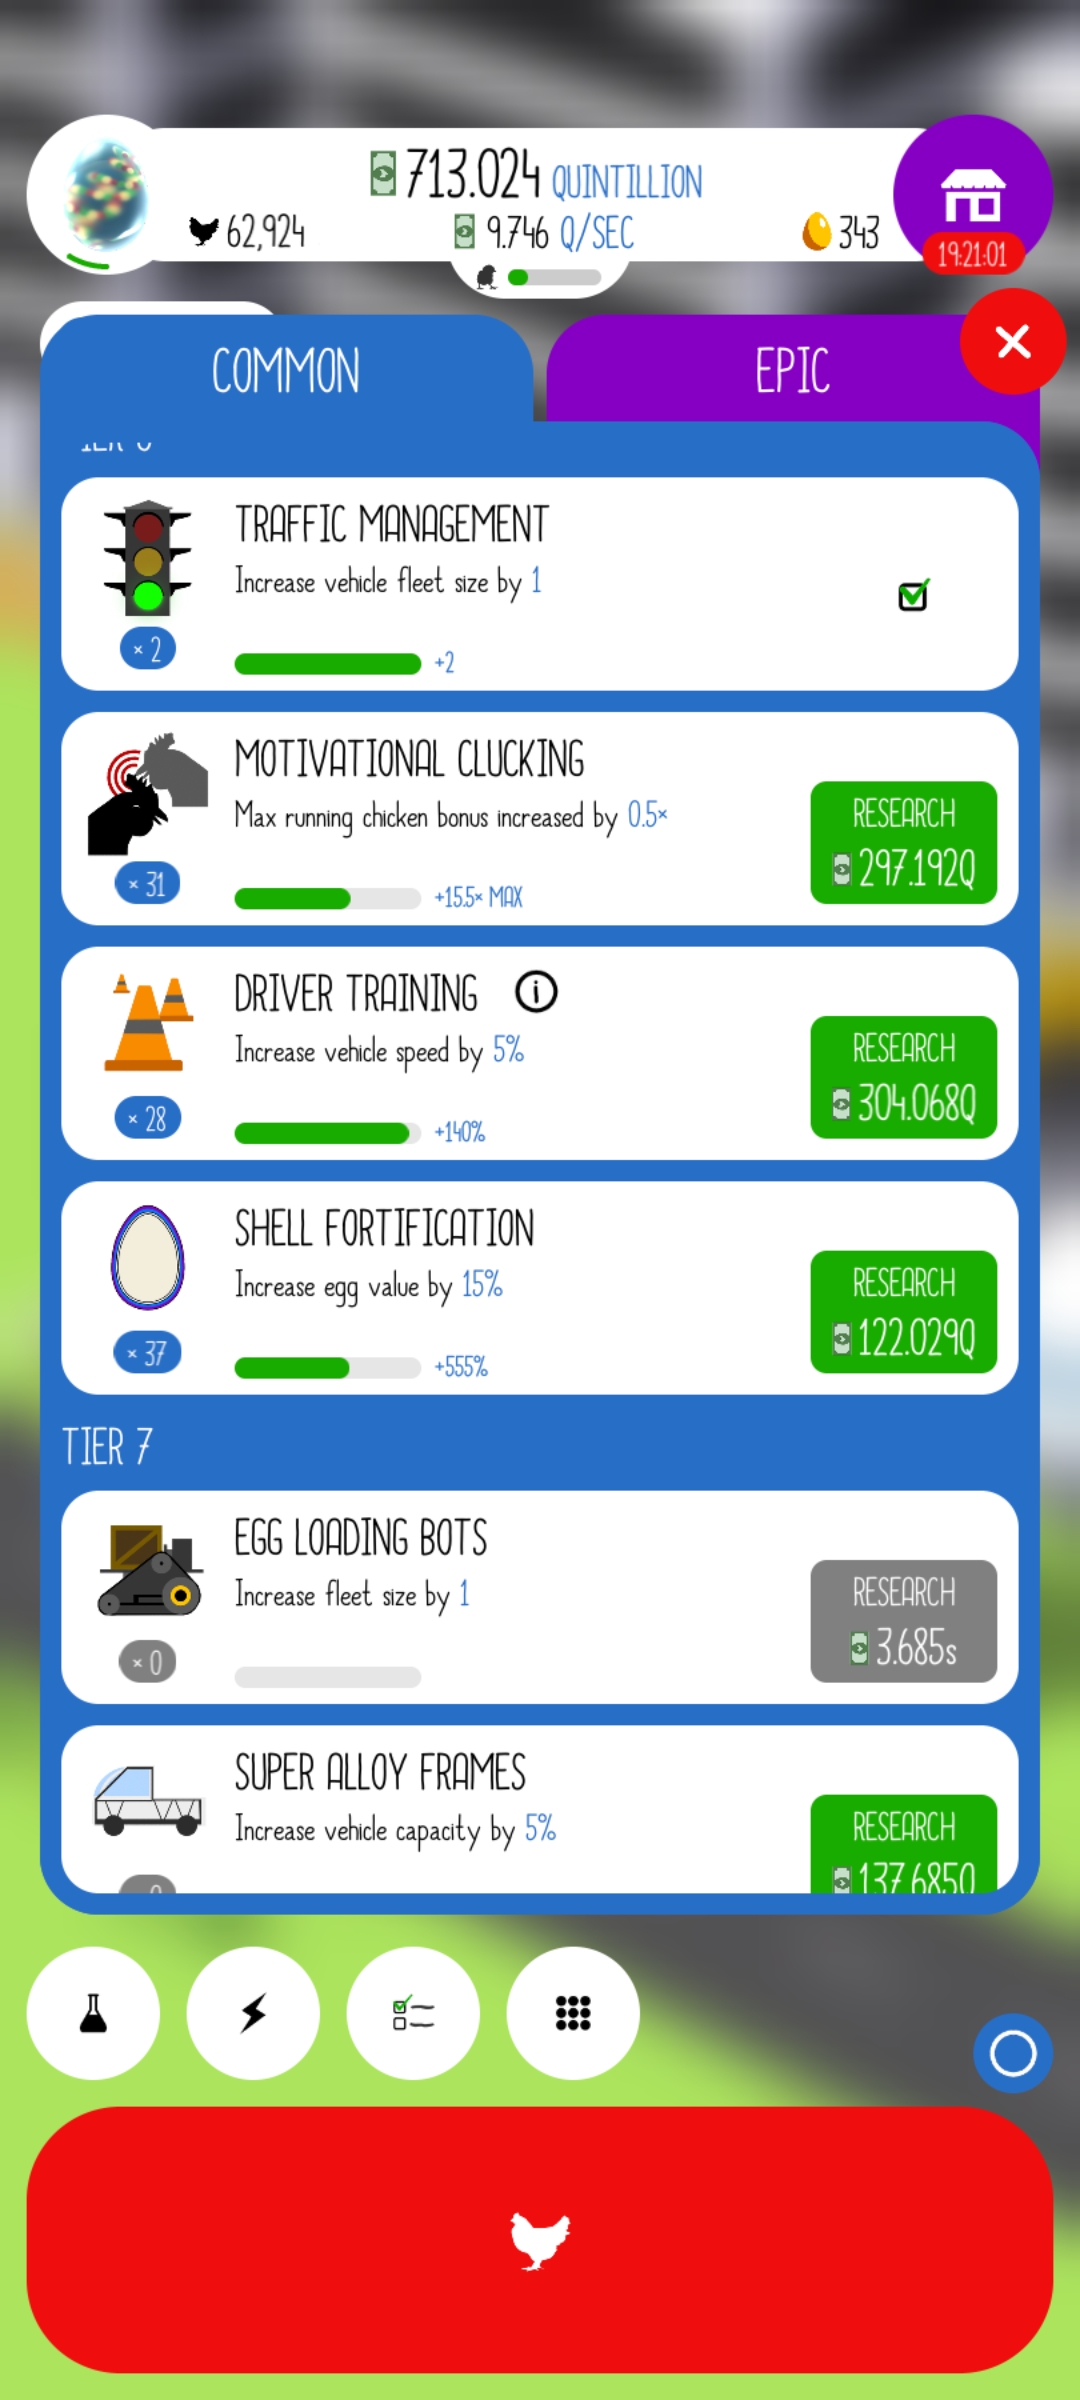 713.024 QUINTILLION
62,924
9.746 Q/SEC
343
19:21:01
COMMON
EPIC
TRAFFIC MANAGEMENT
Increase vehicle fleet size by 1
× 2
+2
MOTIVATIONAL CLUCKING
Max running chicken bonus increased by 0.5×
RESEARCH
297.192Q
× 31
+15.5× MAX
DRIVER TRAINING i
Increase vehicle speed by 5%
RESEARCH
304.068Q
× 28
+140%
SHELL FORTIFICATION
Increase egg value by 15%
RESEARCH
122.029Q
× 37
+555%
TIER 7
EGG LOADING BOTS
Increase fleet size by 1
RESEARCH
3.685s
× 0
SUPER ALLOY FRAMES
Increase vehicle capacity by 5%
RESEARCH
137.685Q